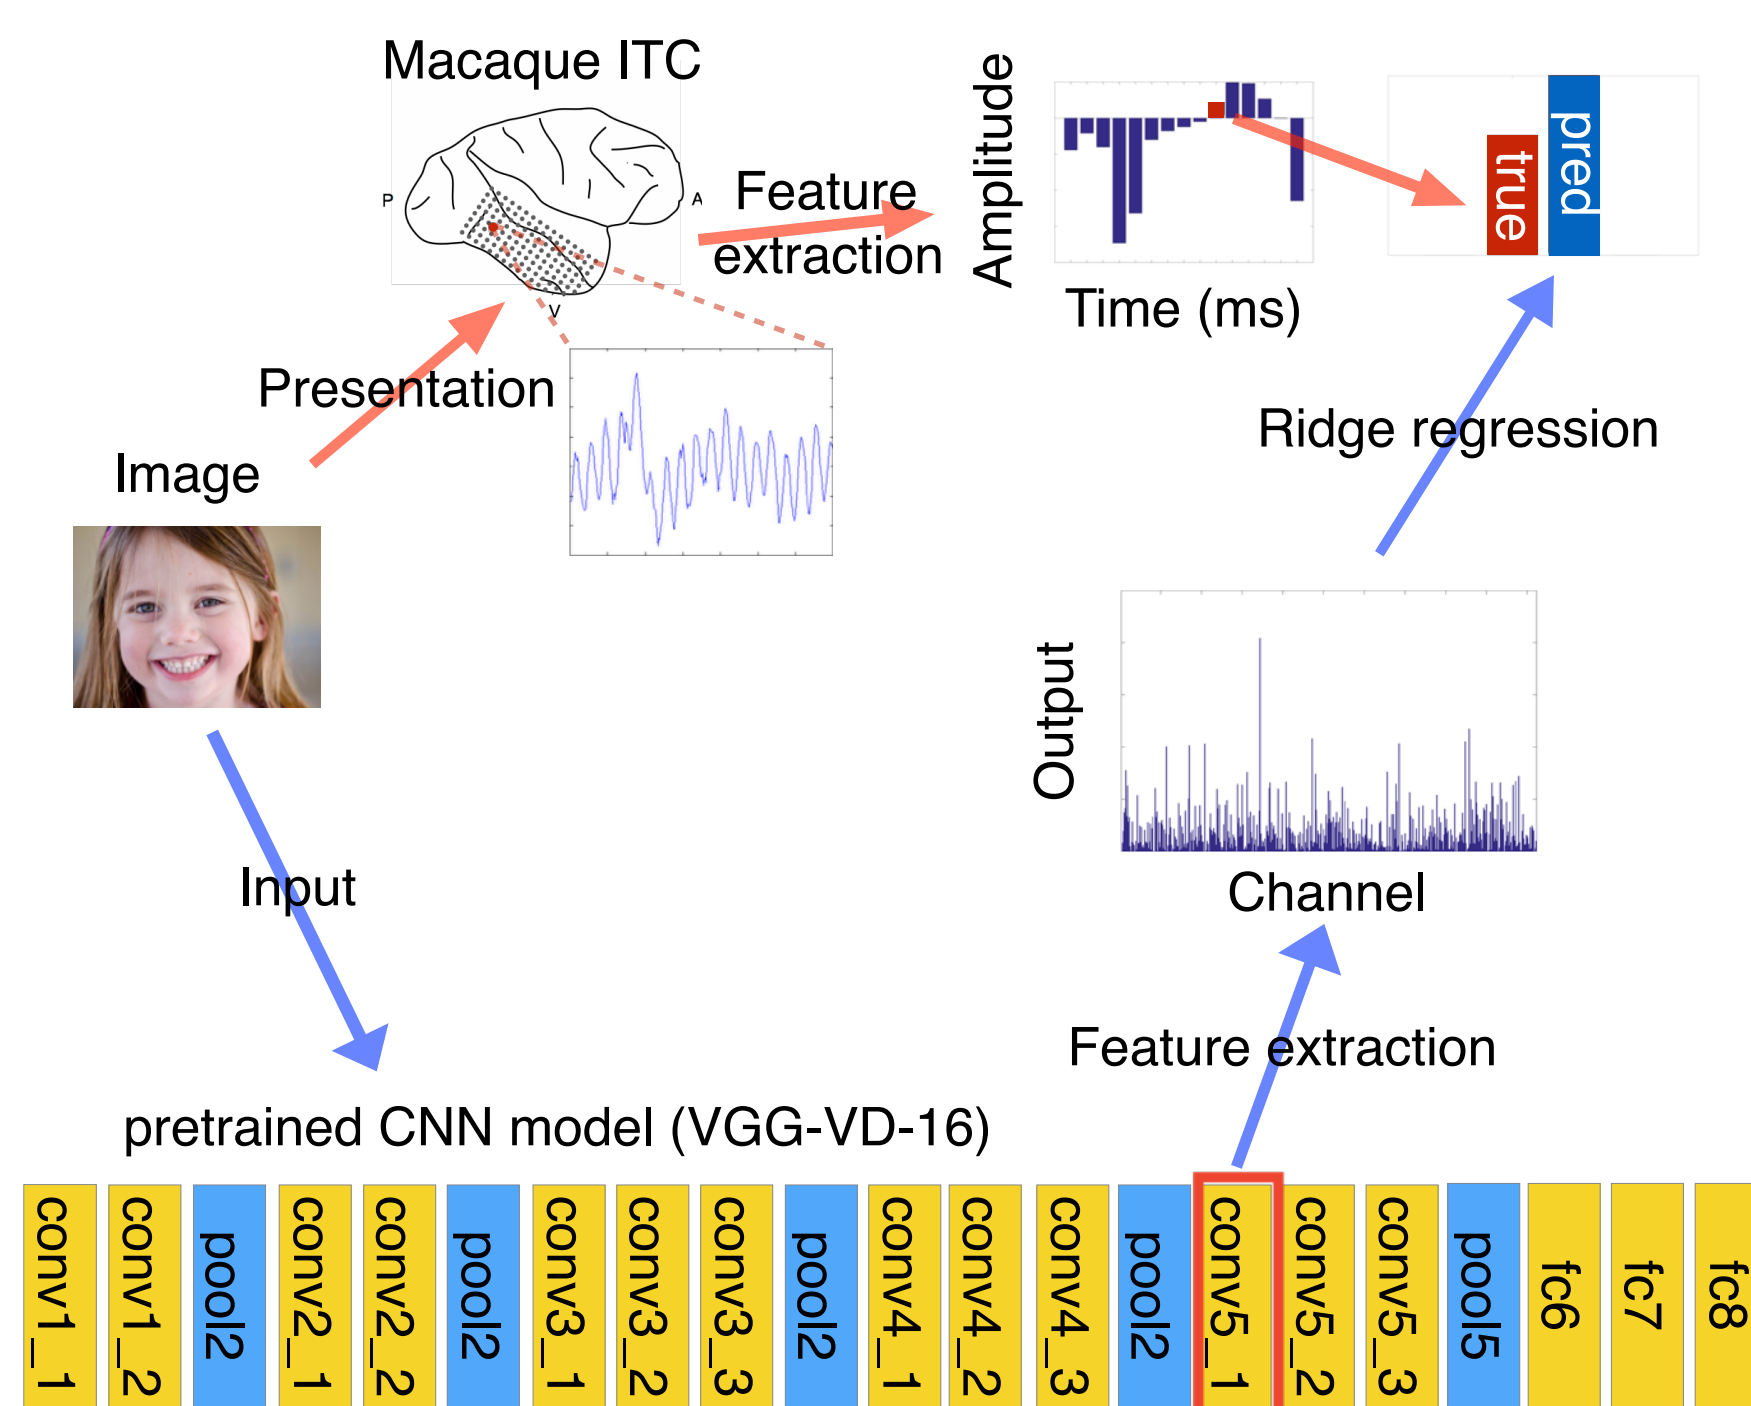 Macaque ITC
P
A
V
Feature
extraction
Amplitude
Time (ms)
true
pred
Presentation
Image
Ridge regression
Output
Channel
Input
Feature extraction
pretrained CNN model (VGG-VD-16)
conv1_1
conv1_2
pool2
conv2_1
conv2_2
pool2
conv3_1
conv3_2
conv3_3
pool2
conv4_1
conv4_2
conv4_3
pool2
conv5_1
conv5_2
conv5_3
pool5
fc6
fc7
fc8